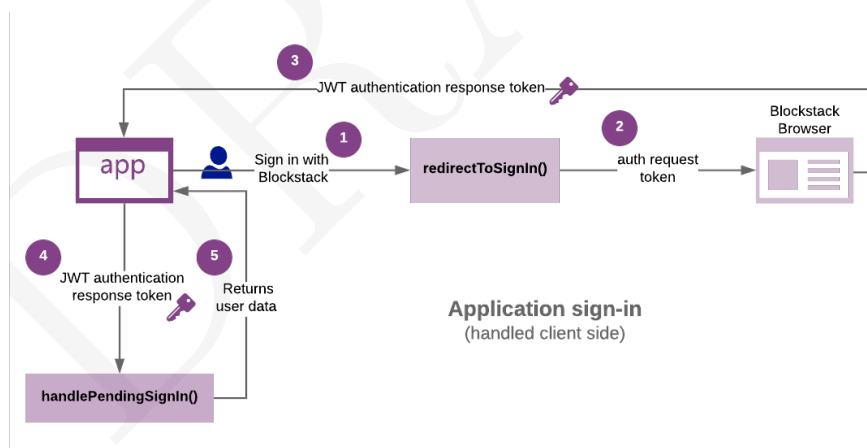 3
JWT authentication response token
Blockstack
Browser
app
Sign in with
Blockstack
1
redirectToSignIn()
2
auth request
token
4
JWT authentication
response token
5
Returns
user data
Application sign-in
(handled client side)
handlePendingSignIn()